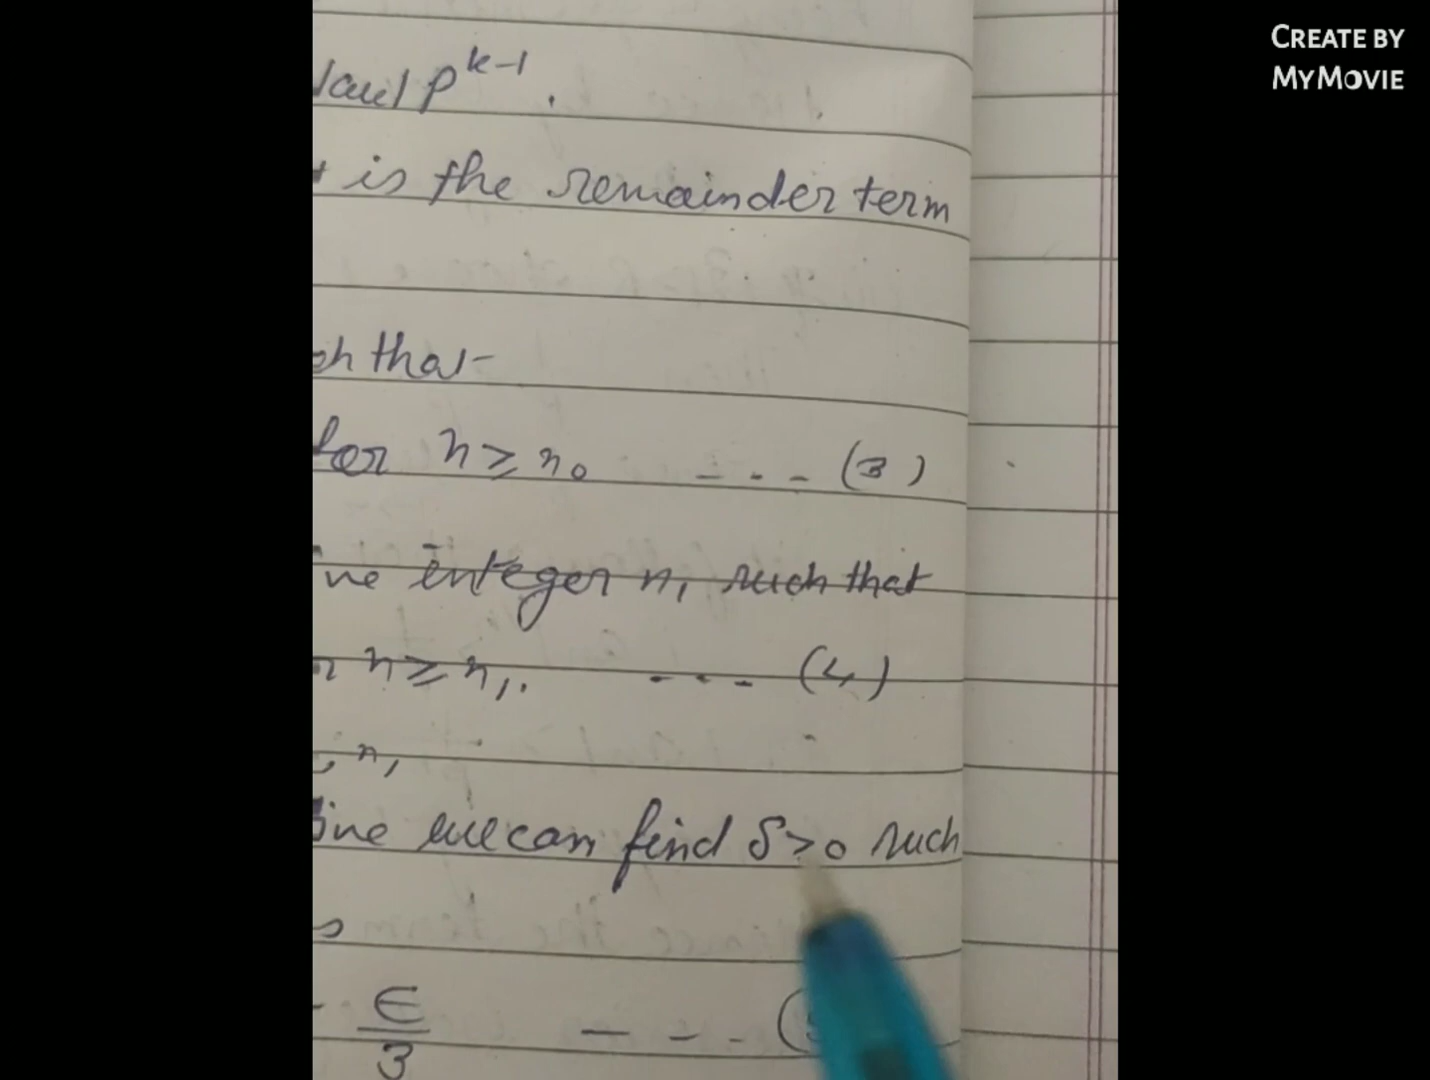 p^{k-1}.
is the remainder term
that
for n ≥ n₀ - - - (3)
ve integer n₁ such that
n ≥ n₁. - - - (4)
, n₁
we can find δ>0 such
ϵ/3 - - -
CREATE BY
MYMOVIE